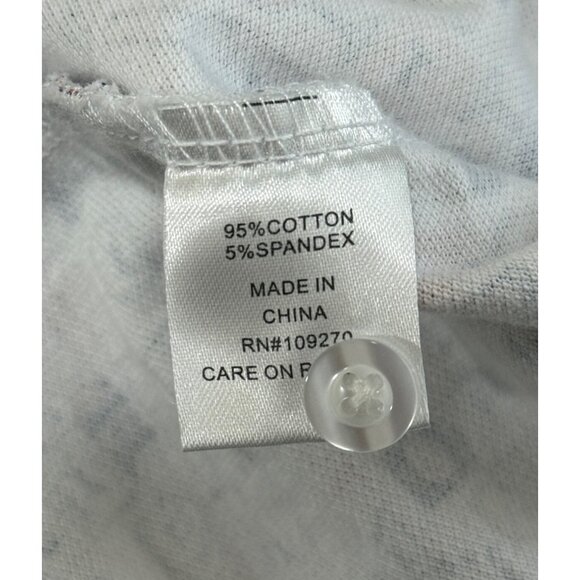 95%COTTON
5%SPANDEX
MADE IN
CHINA
RN#109270
CARE ON